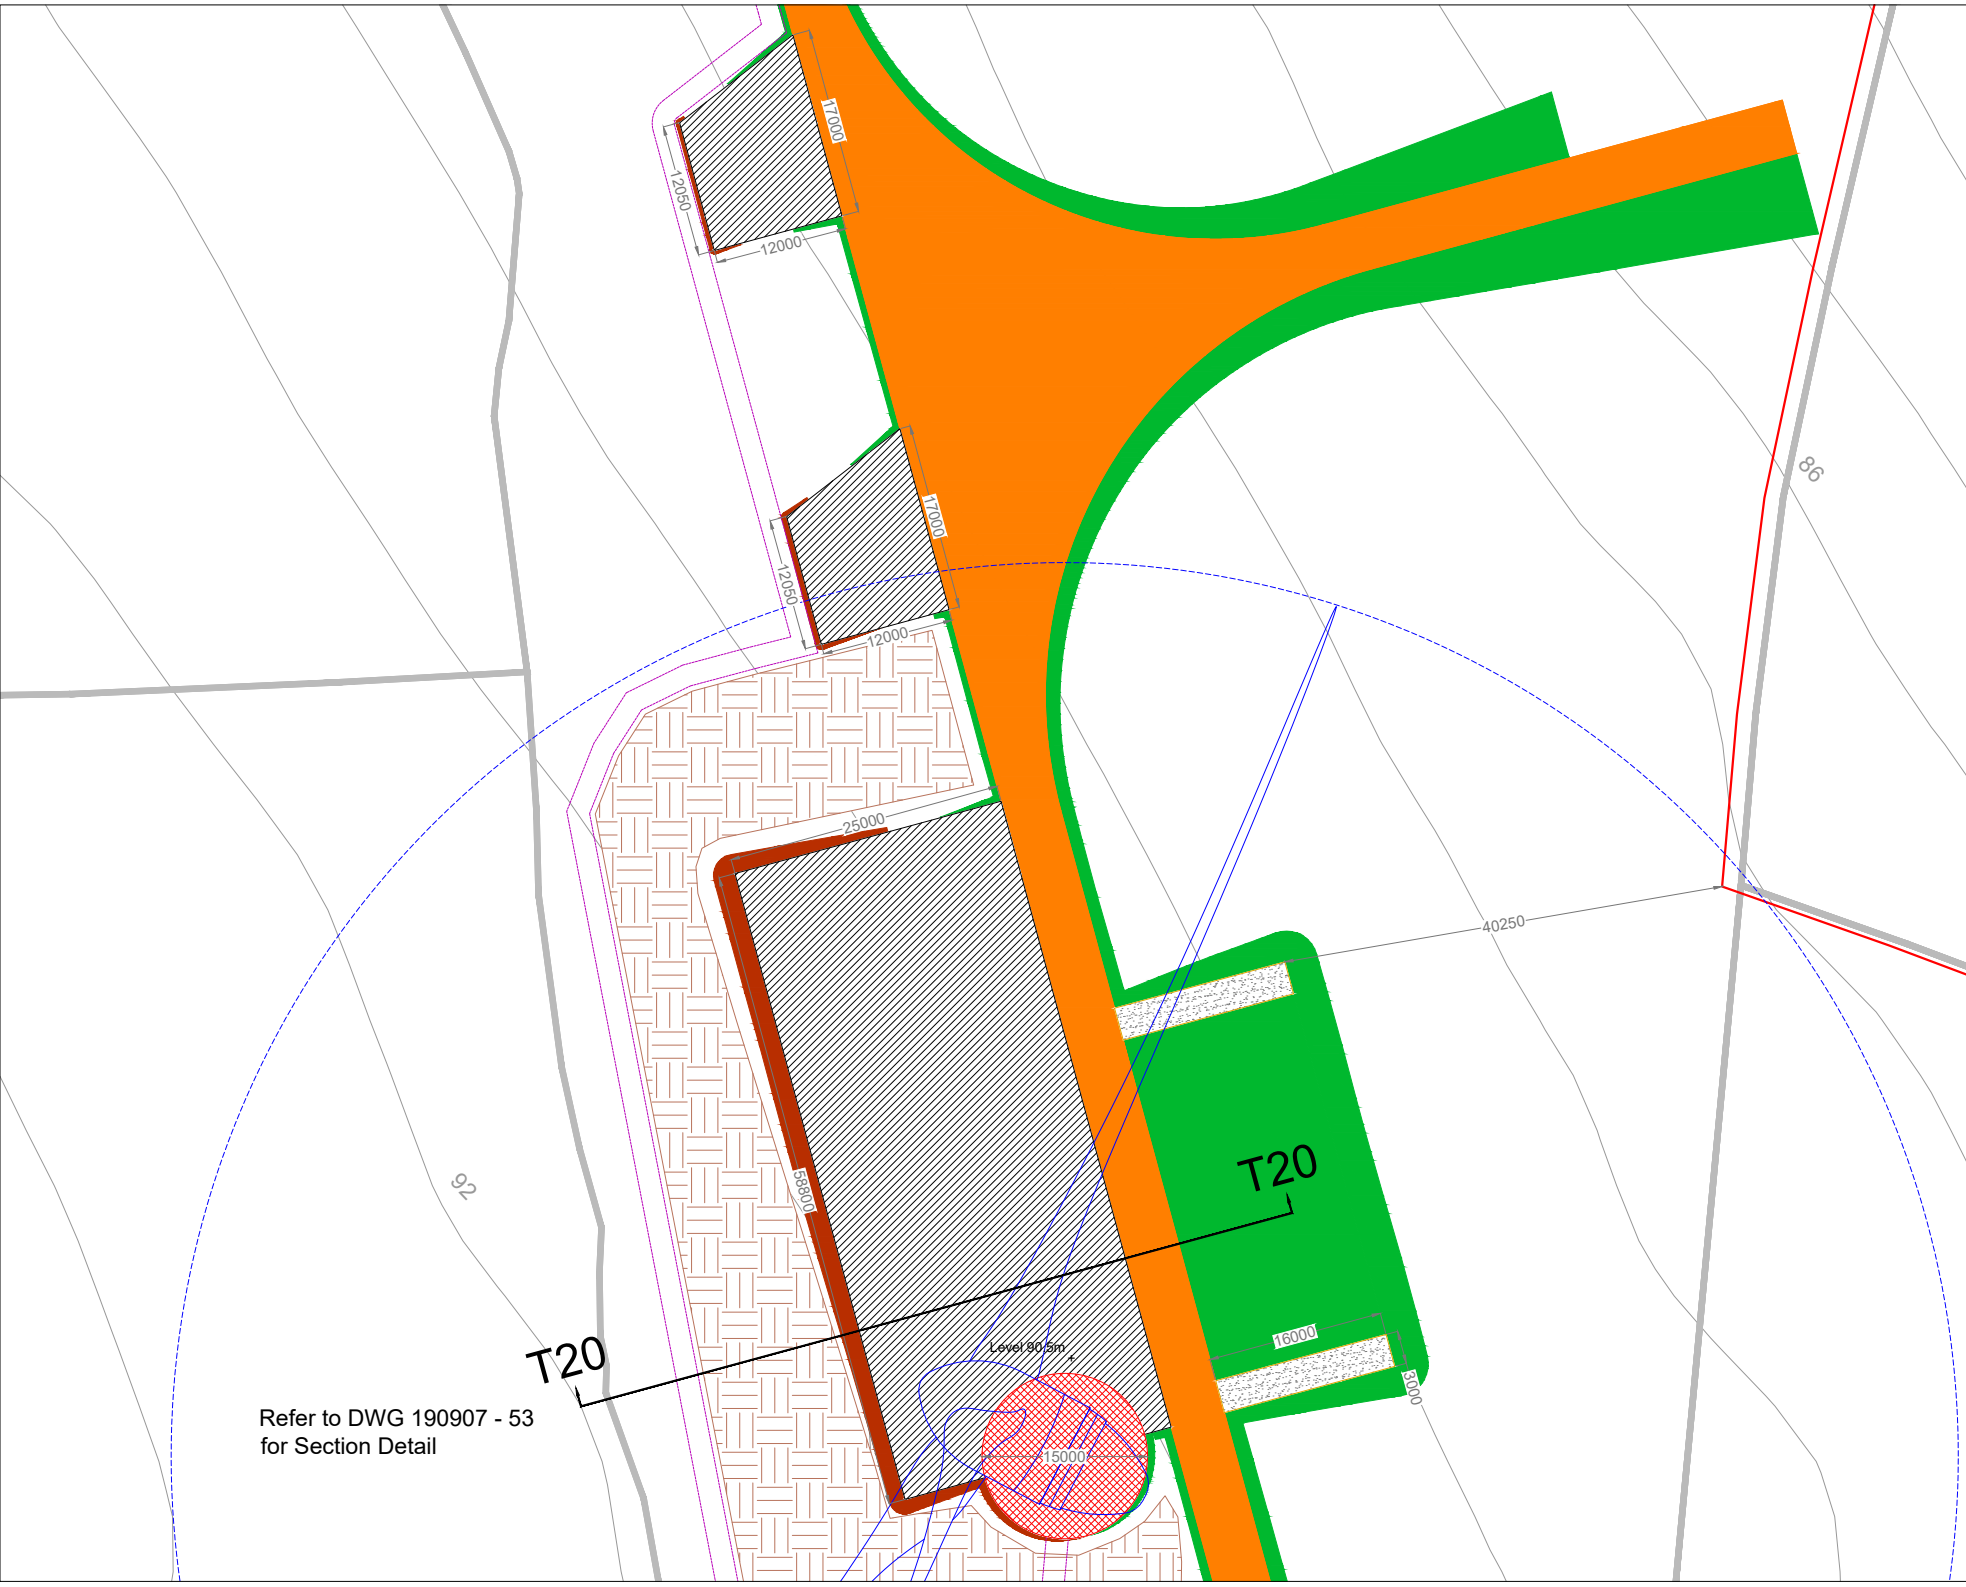 17000
12050
12000
86
17000
12050
12000
25000
40250
58800
T20
92
16000
Level 90.5m
T20
3000
Refer to DWG 190907 - 53
for Section Detail
15000